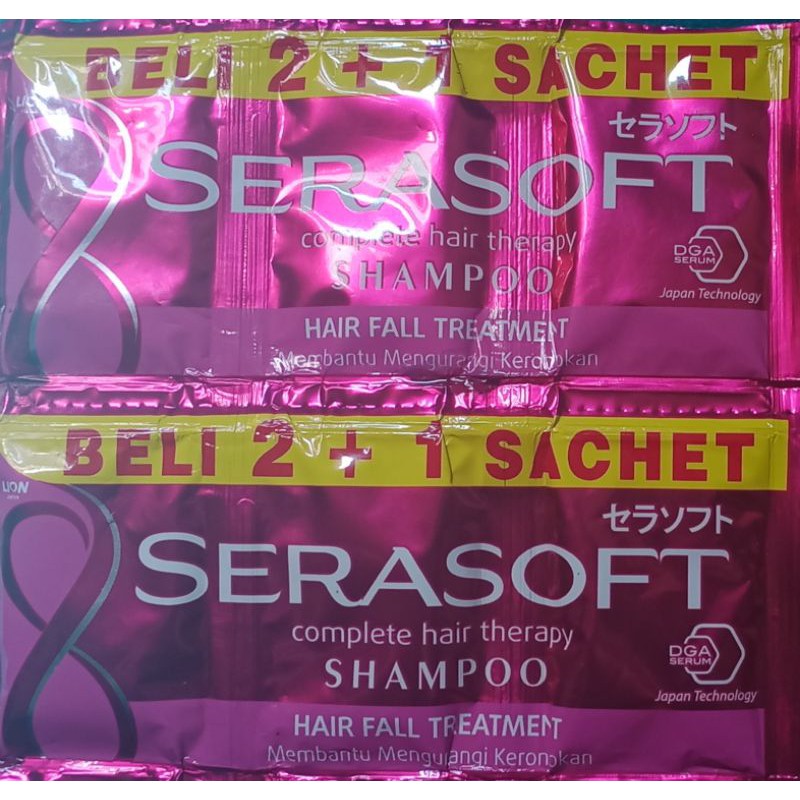 BELI 2 + 1 SACHET
LION
セラソフト
SERASOFT
complete hair therapy
SHAMPOO
DGA
SERUM
Japan Technology
HAIR FALL TREATMENT
Membantu Mengurangi Kerontokan
BELI 2 + 1 SACHET
LION
セラソフト
SERASOFT
complete hair therapy
SHAMPOO
DGA
SERUM
Japan Technology
HAIR FALL TREATMENT
Membantu Mengurangi Kerontokan